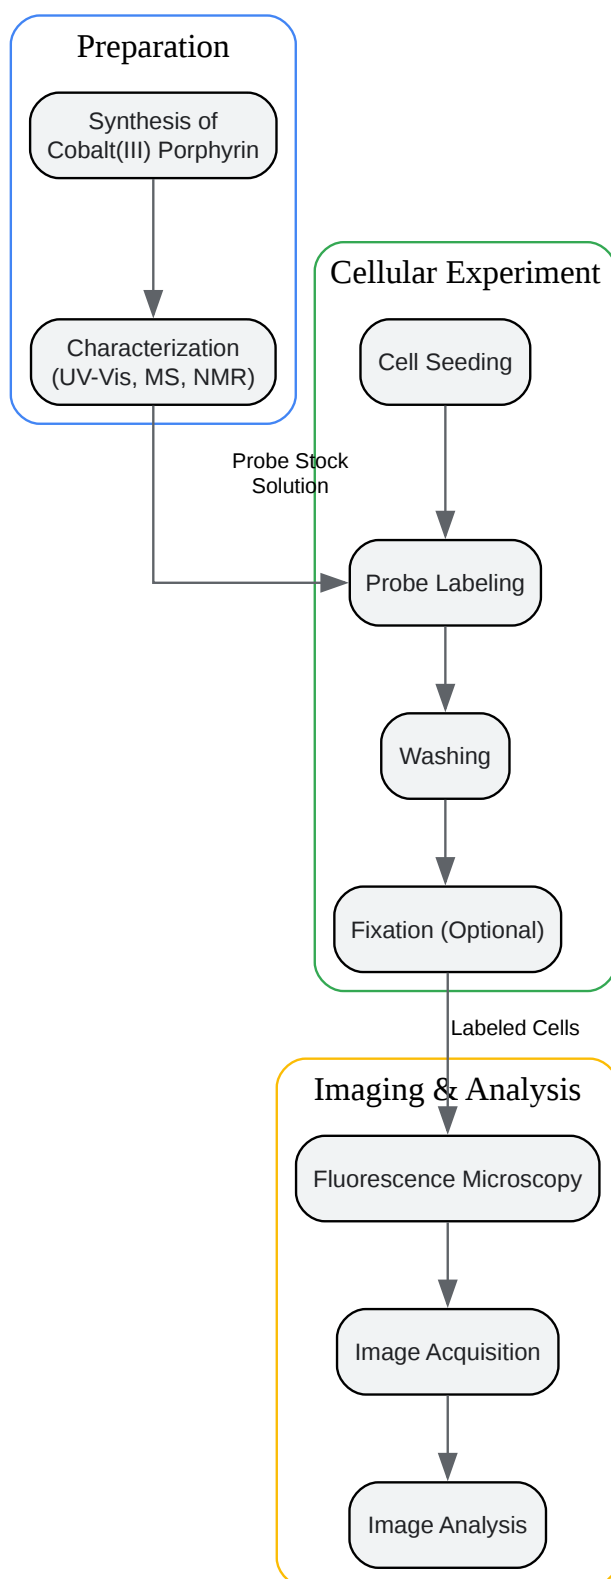 Preparation
Synthesis of
Cobalt(III) Porphyrin
Characterization
(UV-Vis, MS, NMR)
Probe Stock
Solution
Cellular Experiment
Cell Seeding
Probe Labeling
Washing
Fixation (Optional)
Labeled Cells
Imaging & Analysis
Fluorescence Microscopy
Image Acquisition
Image Analysis